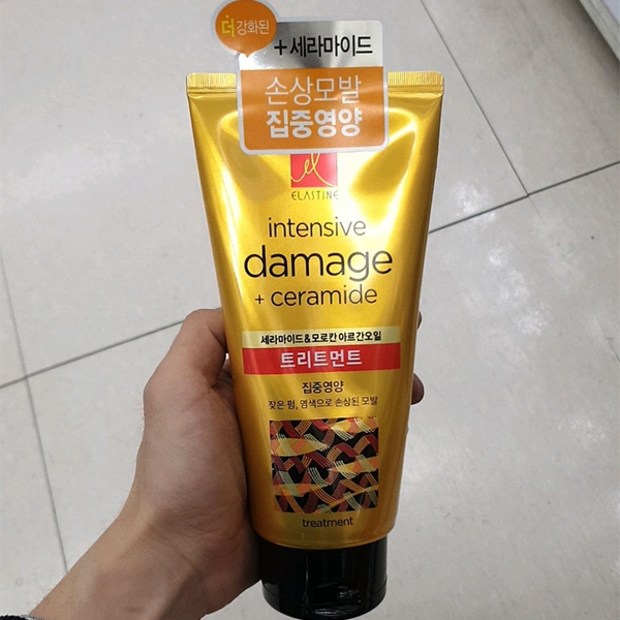 더 강화된
+ 세라마이드
손상모발
집중영양
el
ELASTINE
intensive
damage
+ ceramide
세라마이드&모로칸 아르간오일
트리트먼트
집중영양
잦은 펌, 염색으로 손상된 모발
treatment